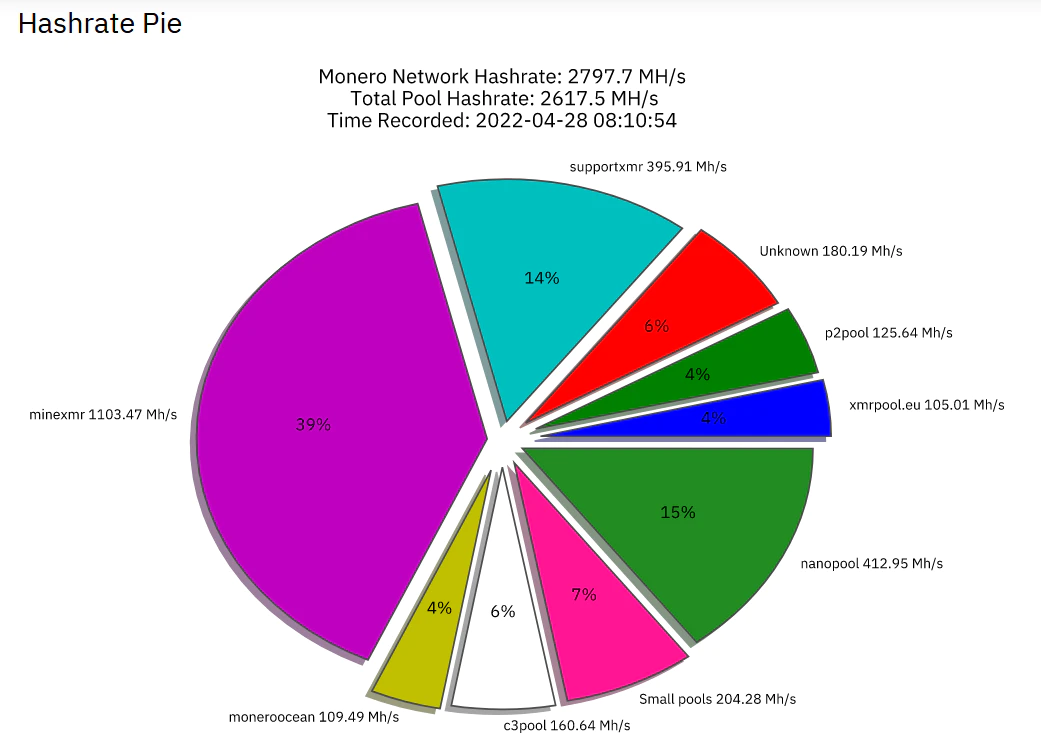 Hashrate Pie
Monero Network Hashrate: 2797.7 MH/s
Total Pool Hashrate: 2617.5 MH/s
Time Recorded: 2022-04-28 08:10:54
supportxmr 395.91 Mh/s
Unknown 180.19 Mh/s
14%
6%
p2pool 125.64 Mh/s
4%
xmrpool.eu 105.01 Mh/s
4%
minexmr 1103.47 Mh/s
39%
15%
nanopool 412.95 Mh/s
7%
4%
6%
Small pools 204.28 Mh/s
moneroocean 109.49 Mh/s
c3pool 160.64 Mh/s